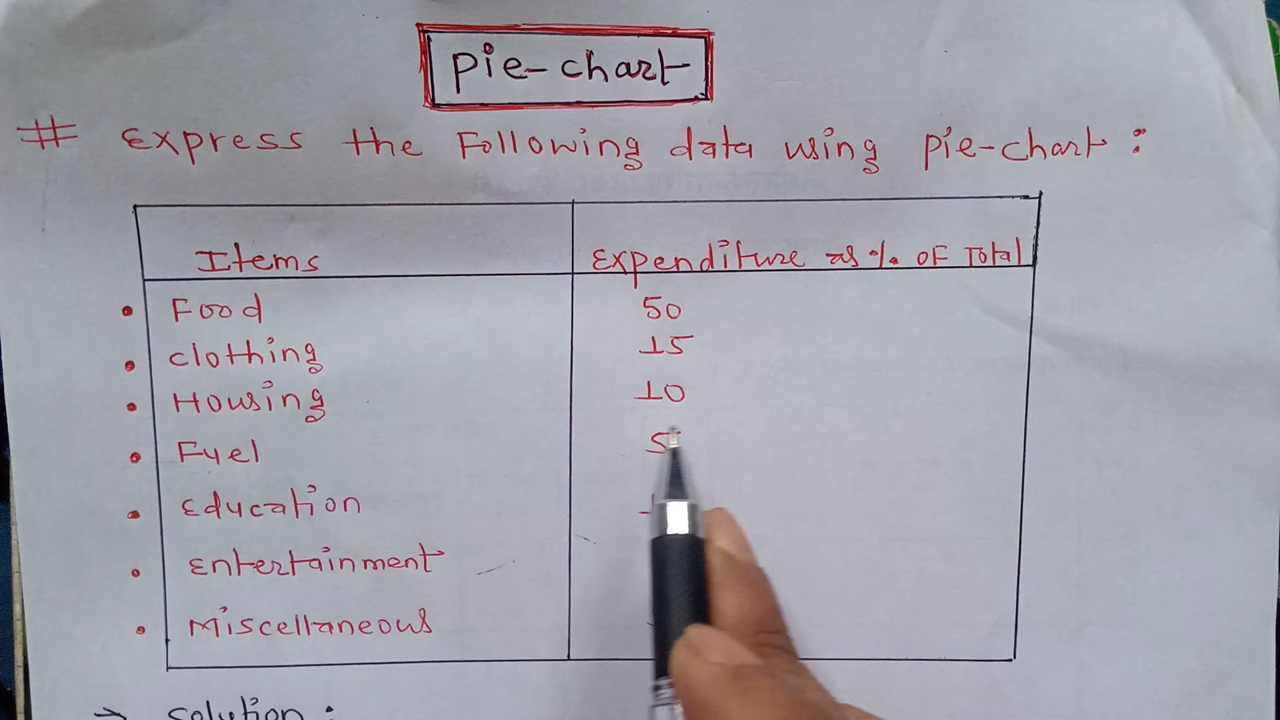 Pie-chart
# Express the Following data using Pie-chart :
Items Expenditure as % OF Total
• Food 50
• clothing 15
• Housing 10
• Fuel 5
• Education
• Entertainment
• Miscellaneous
→ Solution :